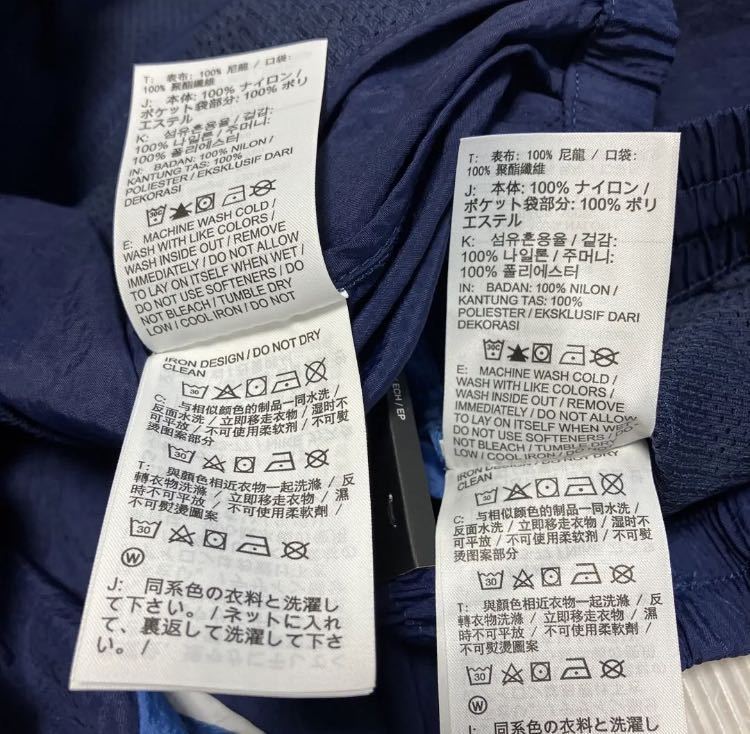 T: 表布: 100% 尼龍 / 口袋:
100% 聚酯纖維
J: 本体: 100% ナイロン /
ポケット袋部分: 100% ポリ
エステル
K: 섬유혼용율 / 겉감:
100% 나일론 / 주머니:
100% 폴리에스터
IN: BADAN: 100% NILON /
KANTUNG TAS: 100%
POLIESTER / EKSKLUSIF DARI
DEKORASI
E: MACHINE WASH COLD /
WASH WITH LIKE COLORS /
WASH INSIDE OUT / REMOVE
IMMEDIATELY / DO NOT ALLOW
TO LAY ON ITSELF WHEN WET /
DO NOT USE SOFTENERS / DO
NOT BLEACH / TUMBLE DRY
LOW / COOL IRON / DO NOT
IRON DESIGN / DO NOT DRY
CLEAN
30
C: 与相似颜色的制品一同水洗 /
反面水洗 / 立即移走衣物 / 湿时不
可平放 / 不可使用柔软剂 / 不可熨
烫图案部分
30
T: 與顏色相近衣物一起洗滌 / 反
轉衣物洗滌 / 立即移走衣物 / 濕
時不可平放 / 不可使用柔軟劑 /
不可熨燙圖案
30
W
J: 同系色の衣料と洗濯し
て下さい。/ ネットに入れ
て、裏返して洗濯して下さ
い。/
ECH / EP
T: 表布: 100% 尼龍 / 口袋:
100% 聚酯纖維
J: 本体: 100% ナイロン /
ポケット袋部分: 100% ポリ
エステル
K: 섬유혼용율 / 겉감:
100% 나일론 / 주머니:
100% 폴리에스터
IN: BADAN: 100% NILON /
KANTUNG TAS: 100%
POLIESTER / EKSKLUSIF DARI
DEKORASI
E: MACHINE WASH COLD /
WASH WITH LIKE COLORS /
WASH INSIDE OUT / REMOVE
IMMEDIATELY / DO NOT ALLOW
TO LAY ON ITSELF WHEN WET /
DO NOT USE SOFTENERS / DO
NOT BLEACH / TUMBLE DRY
LOW / COOL IRON / DO NOT
IRON DESIGN / DO NOT DRY
CLEAN
30
C: 与相似颜色的制品一同水洗 /
反面水洗 / 立即移走衣物 / 湿时不
可平放 / 不可使用柔软剂 / 不可熨
烫图案部分
30
T: 與顏色相近衣物一起洗滌 / 反
轉衣物洗滌 / 立即移走衣物 / 濕
時不可平放 / 不可使用柔軟劑 /
不可熨燙圖案
30
J: 同系色の衣料と洗濯し